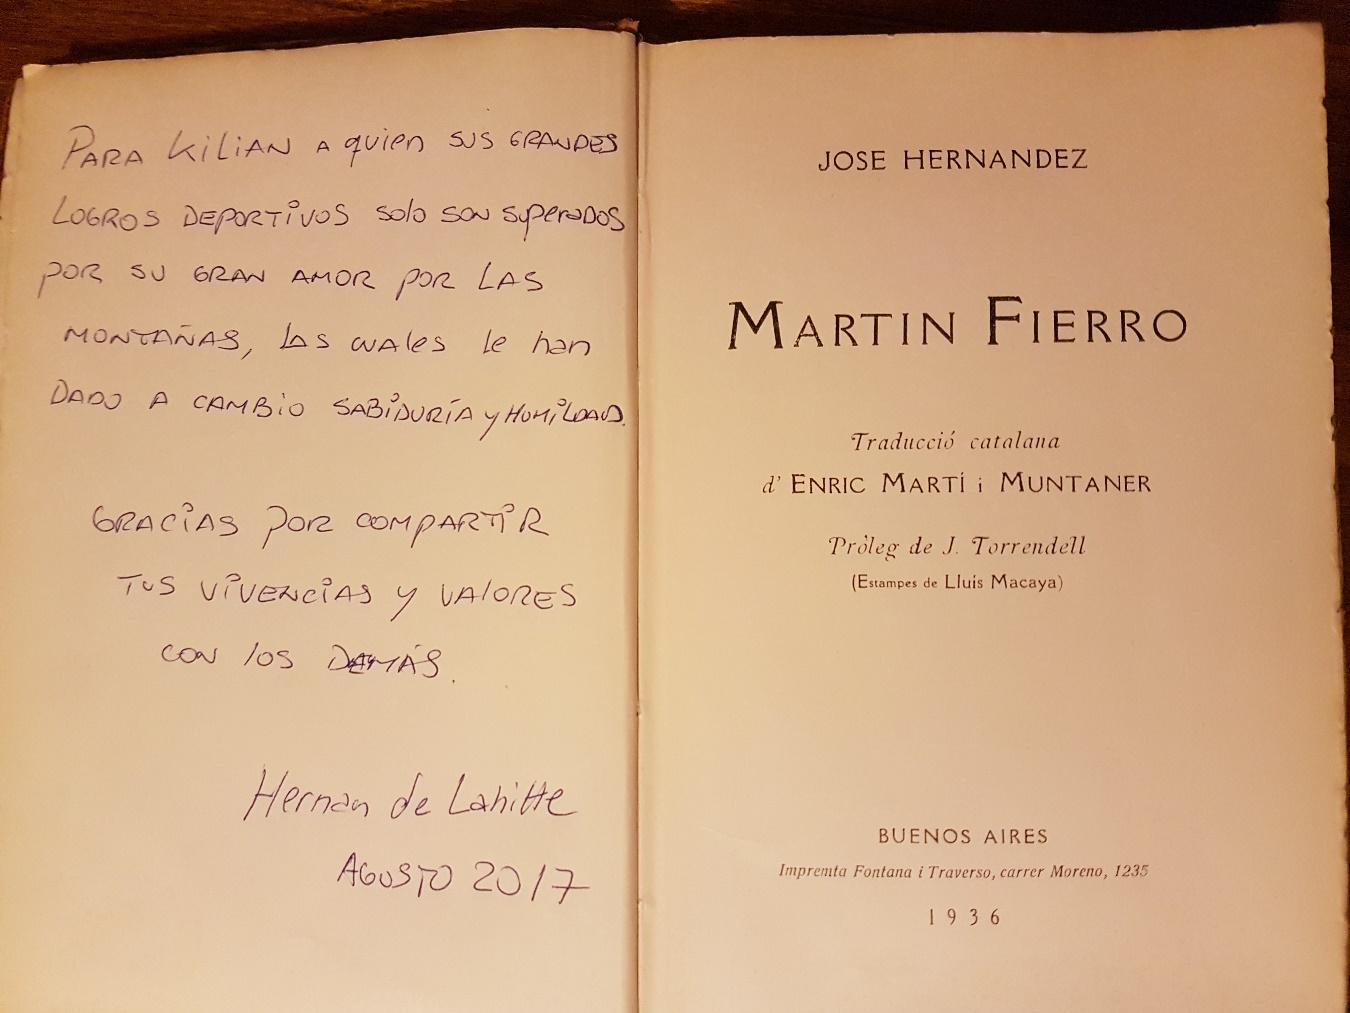 PARA KILIAN A quien SUS GRANDES
LOGROS DEPORTIVOS solo son superados
POR SU GRAN AMOR POR LAS
MONTAÑAS, las cuales le han
DADO A CAMBIO SABIDURÍA y HUMILDAD.
GRACIAS POR COMPARTIR
TUS VIVENCIAS Y VALORES
CON LOS DEMÁS.
Hernan de Lahitte
AGOSTO 2017
JOSE HERNANDEZ
MARTIN FIERRO
Traducció catalana
d' ENRIC MARTÍ i MUNTANER
Pròleg de J. Torrendell
(Estampes de Lluís Macaya)
BUENOS AIRES
Impremta Fontana i Traverso, carrer Moreno, 1235
1936